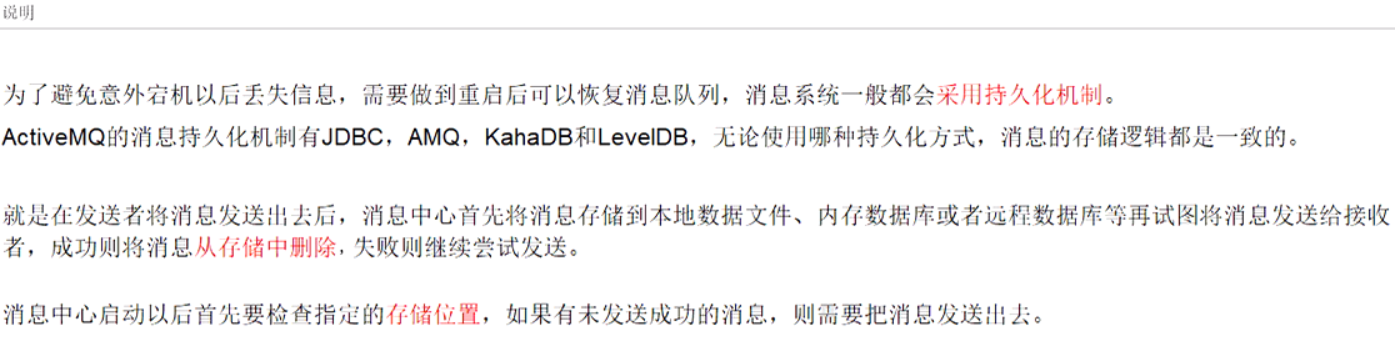 说明
为了避免意外宕机以后丢失信息，需要做到重启后可以恢复消息队列，消息系统一般都会采用持久化机制。
ActiveMQ的消息持久化机制有JDBC，AMQ，KahaDB和LevelDB，无论使用哪种持久化方式，消息的存储逻辑都是一致的。
就是在发送者将消息发送出去后，消息中心首先将消息存储到本地数据文件、内存数据库或者远程数据库等再试图将消息发送给接收
者，成功则将消息从存储中删除，失败则继续尝试发送。
消息中心启动以后首先要检查指定的存储位置，如果有未发送成功的消息，则需要把消息发送出去。